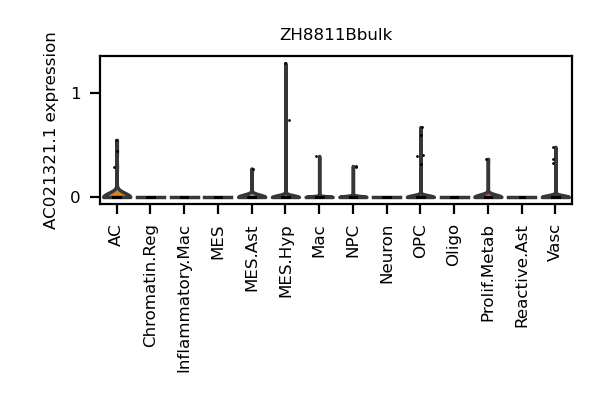 ZH8811Bbulk
AC021321.1 expression
1
0
AC
Chromatin.Reg
Inflammatory.Mac
MES
MES.Ast
MES.Hyp
Mac
NPC
Neuron
OPC
Oligo
Prolif.Metab
Reactive.Ast
Vasc